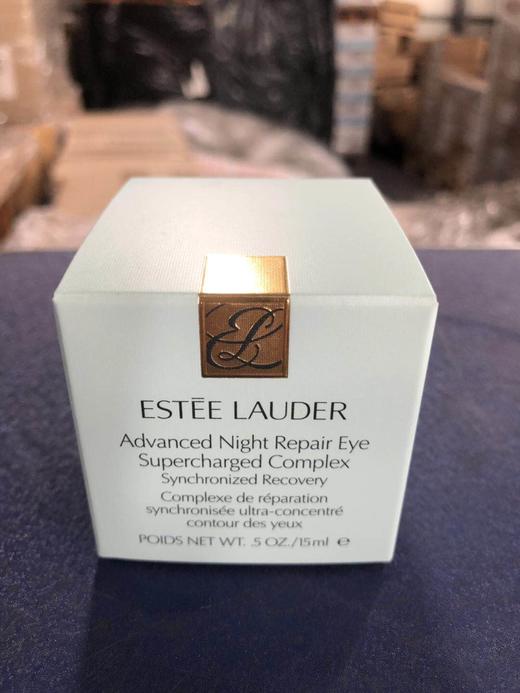 EL
ESTĒE LAUDER
Advanced Night Repair Eye
Supercharged Complex
Synchronized Recovery
Complexe de réparation
synchronisée ultra-concentré
contour des yeux
POIDS NET WT. .5 OZ./15ml ℮